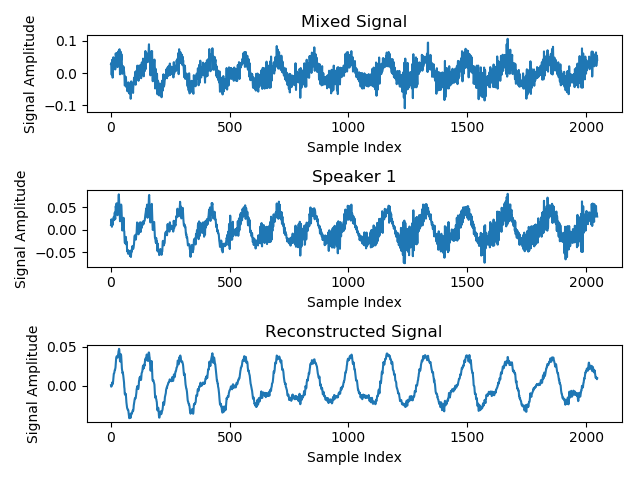 Mixed Signal
0.1
0.0
−0.1
Signal Amplitude
0 500 1000 1500 2000
Sample Index
Speaker 1
0.05
0.00
−0.05
Signal Amplitude
0 500 1000 1500 2000
Sample Index
Reconstructed Signal
0.05
0.00
Signal Amplitude
0 500 1000 1500 2000
Sample Index